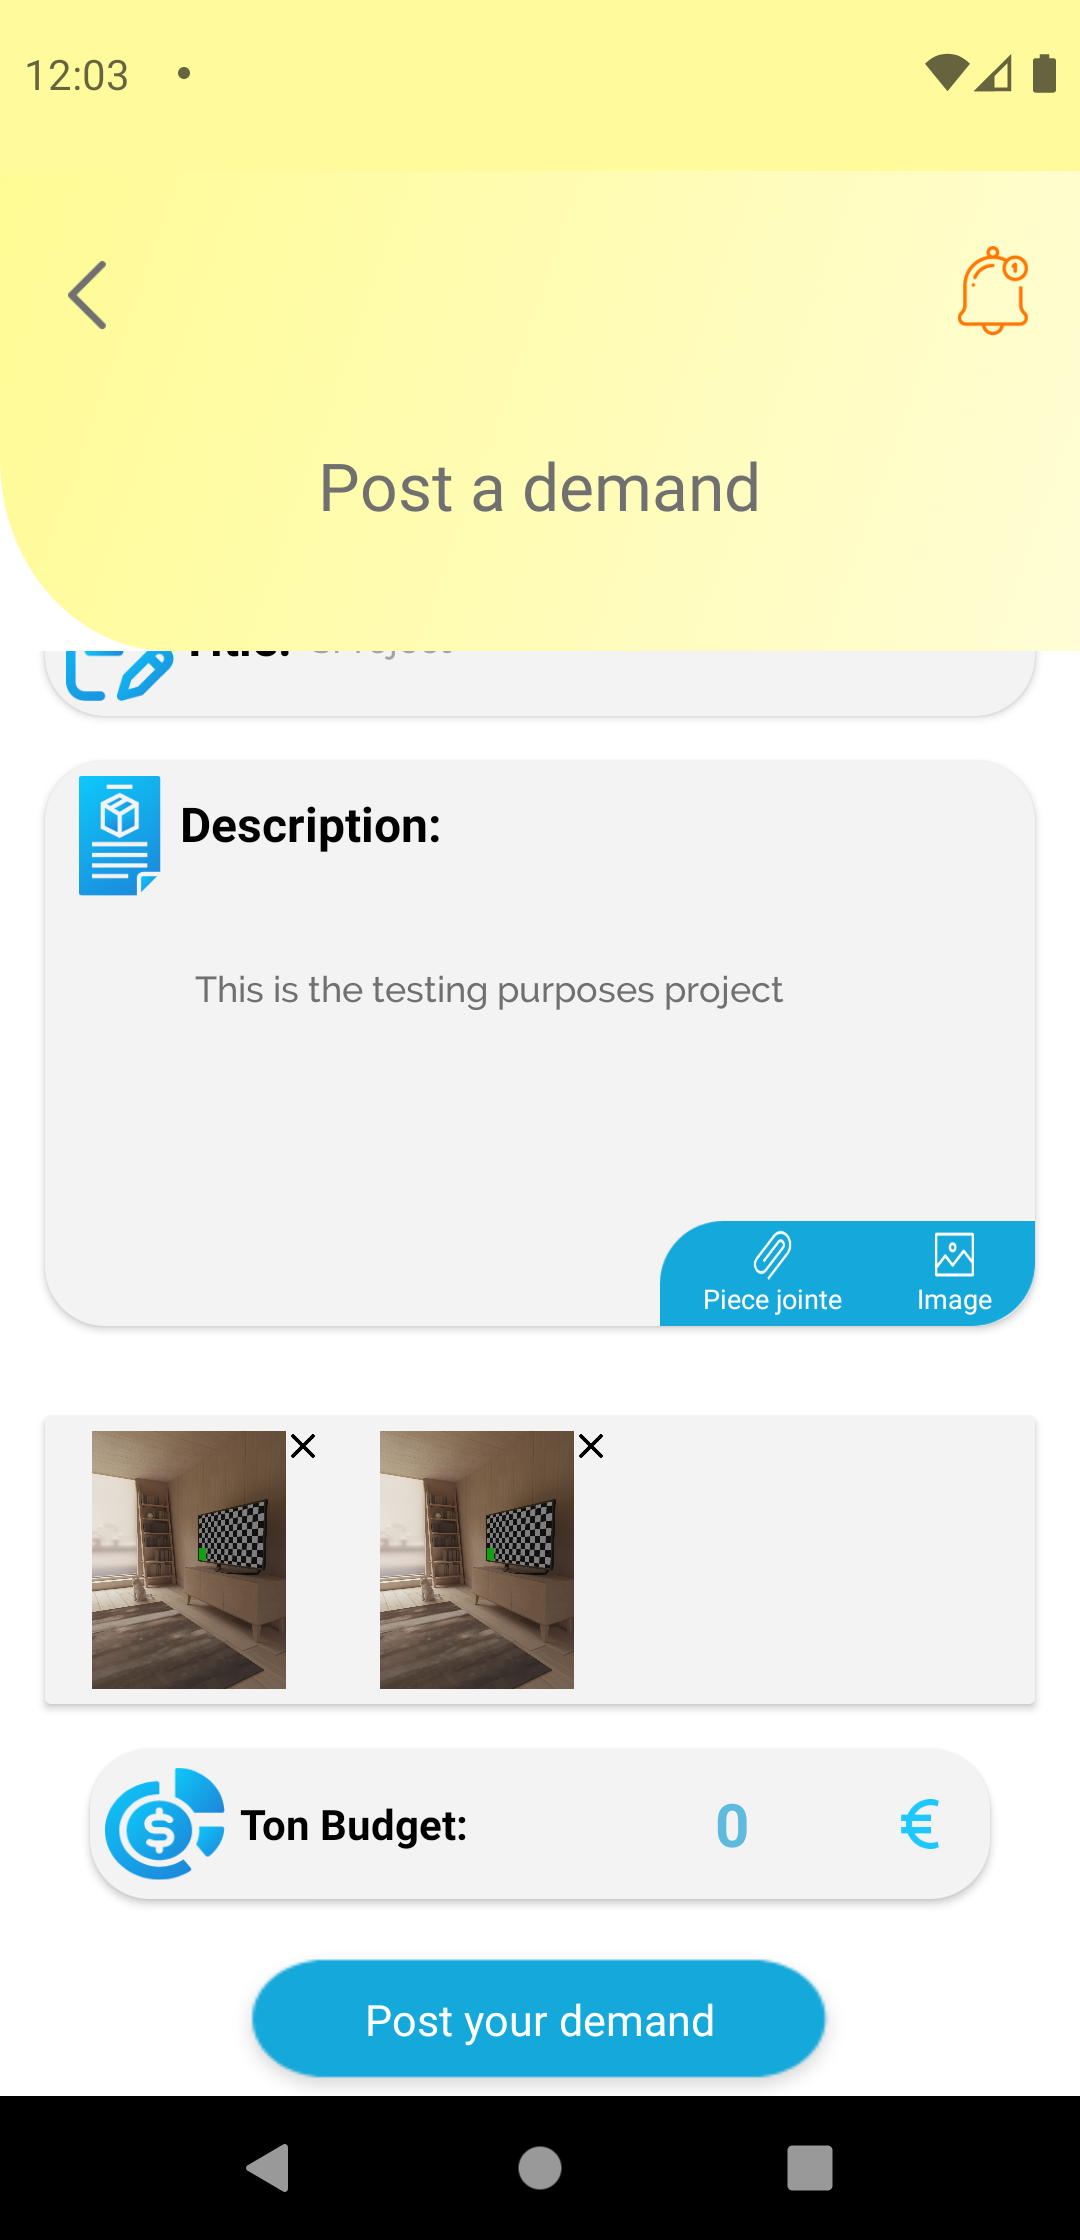 12:03
1
Post a demand
Title:
Description:
This is the testing purposes project
Piece jointe
Image
Ton Budget:
0 €
Post your demand